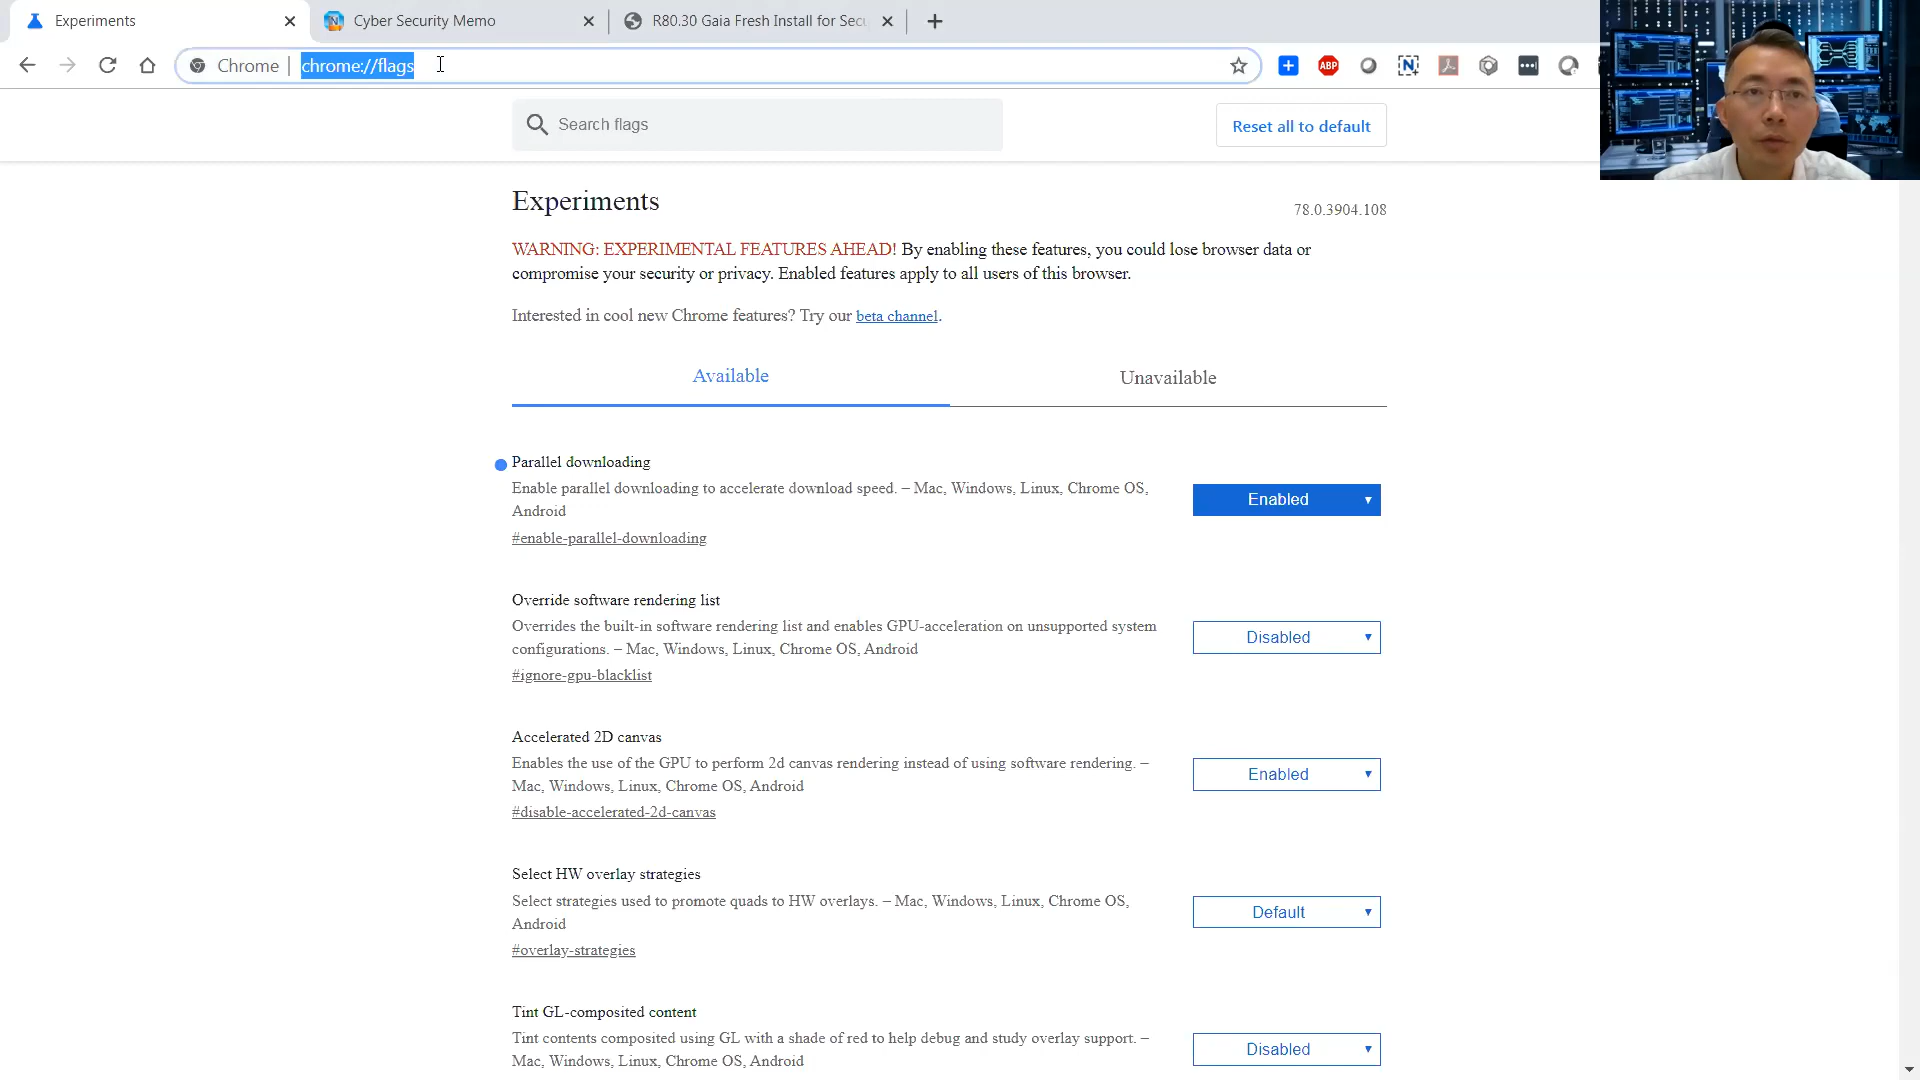 Experiments
Cyber Security Memo
R80.30 Gaia Fresh Install for Secu
Chrome
chrome://flags
ABP
N
Search flags
Reset all to default
Experiments
78.0.3904.108
WARNING: EXPERIMENTAL FEATURES AHEAD! By enabling these features, you could lose browser data or
compromise your security or privacy. Enabled features apply to all users of this browser.
Interested in cool new Chrome features? Try our beta channel.
Available
Unavailable
Parallel downloading
Enable parallel downloading to accelerate download speed. – Mac, Windows, Linux, Chrome OS,
Android
#enable-parallel-downloading
Enabled
Override software rendering list
Overrides the built-in software rendering list and enables GPU-acceleration on unsupported system
configurations. – Mac, Windows, Linux, Chrome OS, Android
#ignore-gpu-blacklist
Disabled
Accelerated 2D canvas
Enables the use of the GPU to perform 2d canvas rendering instead of using software rendering. –
Mac, Windows, Linux, Chrome OS, Android
#disable-accelerated-2d-canvas
Enabled
Select HW overlay strategies
Select strategies used to promote quads to HW overlays. – Mac, Windows, Linux, Chrome OS,
Android
#overlay-strategies
Default
Tint GL-composited content
Tint contents composited using GL with a shade of red to help debug and study overlay support. –
Mac, Windows, Linux, Chrome OS, Android
Disabled